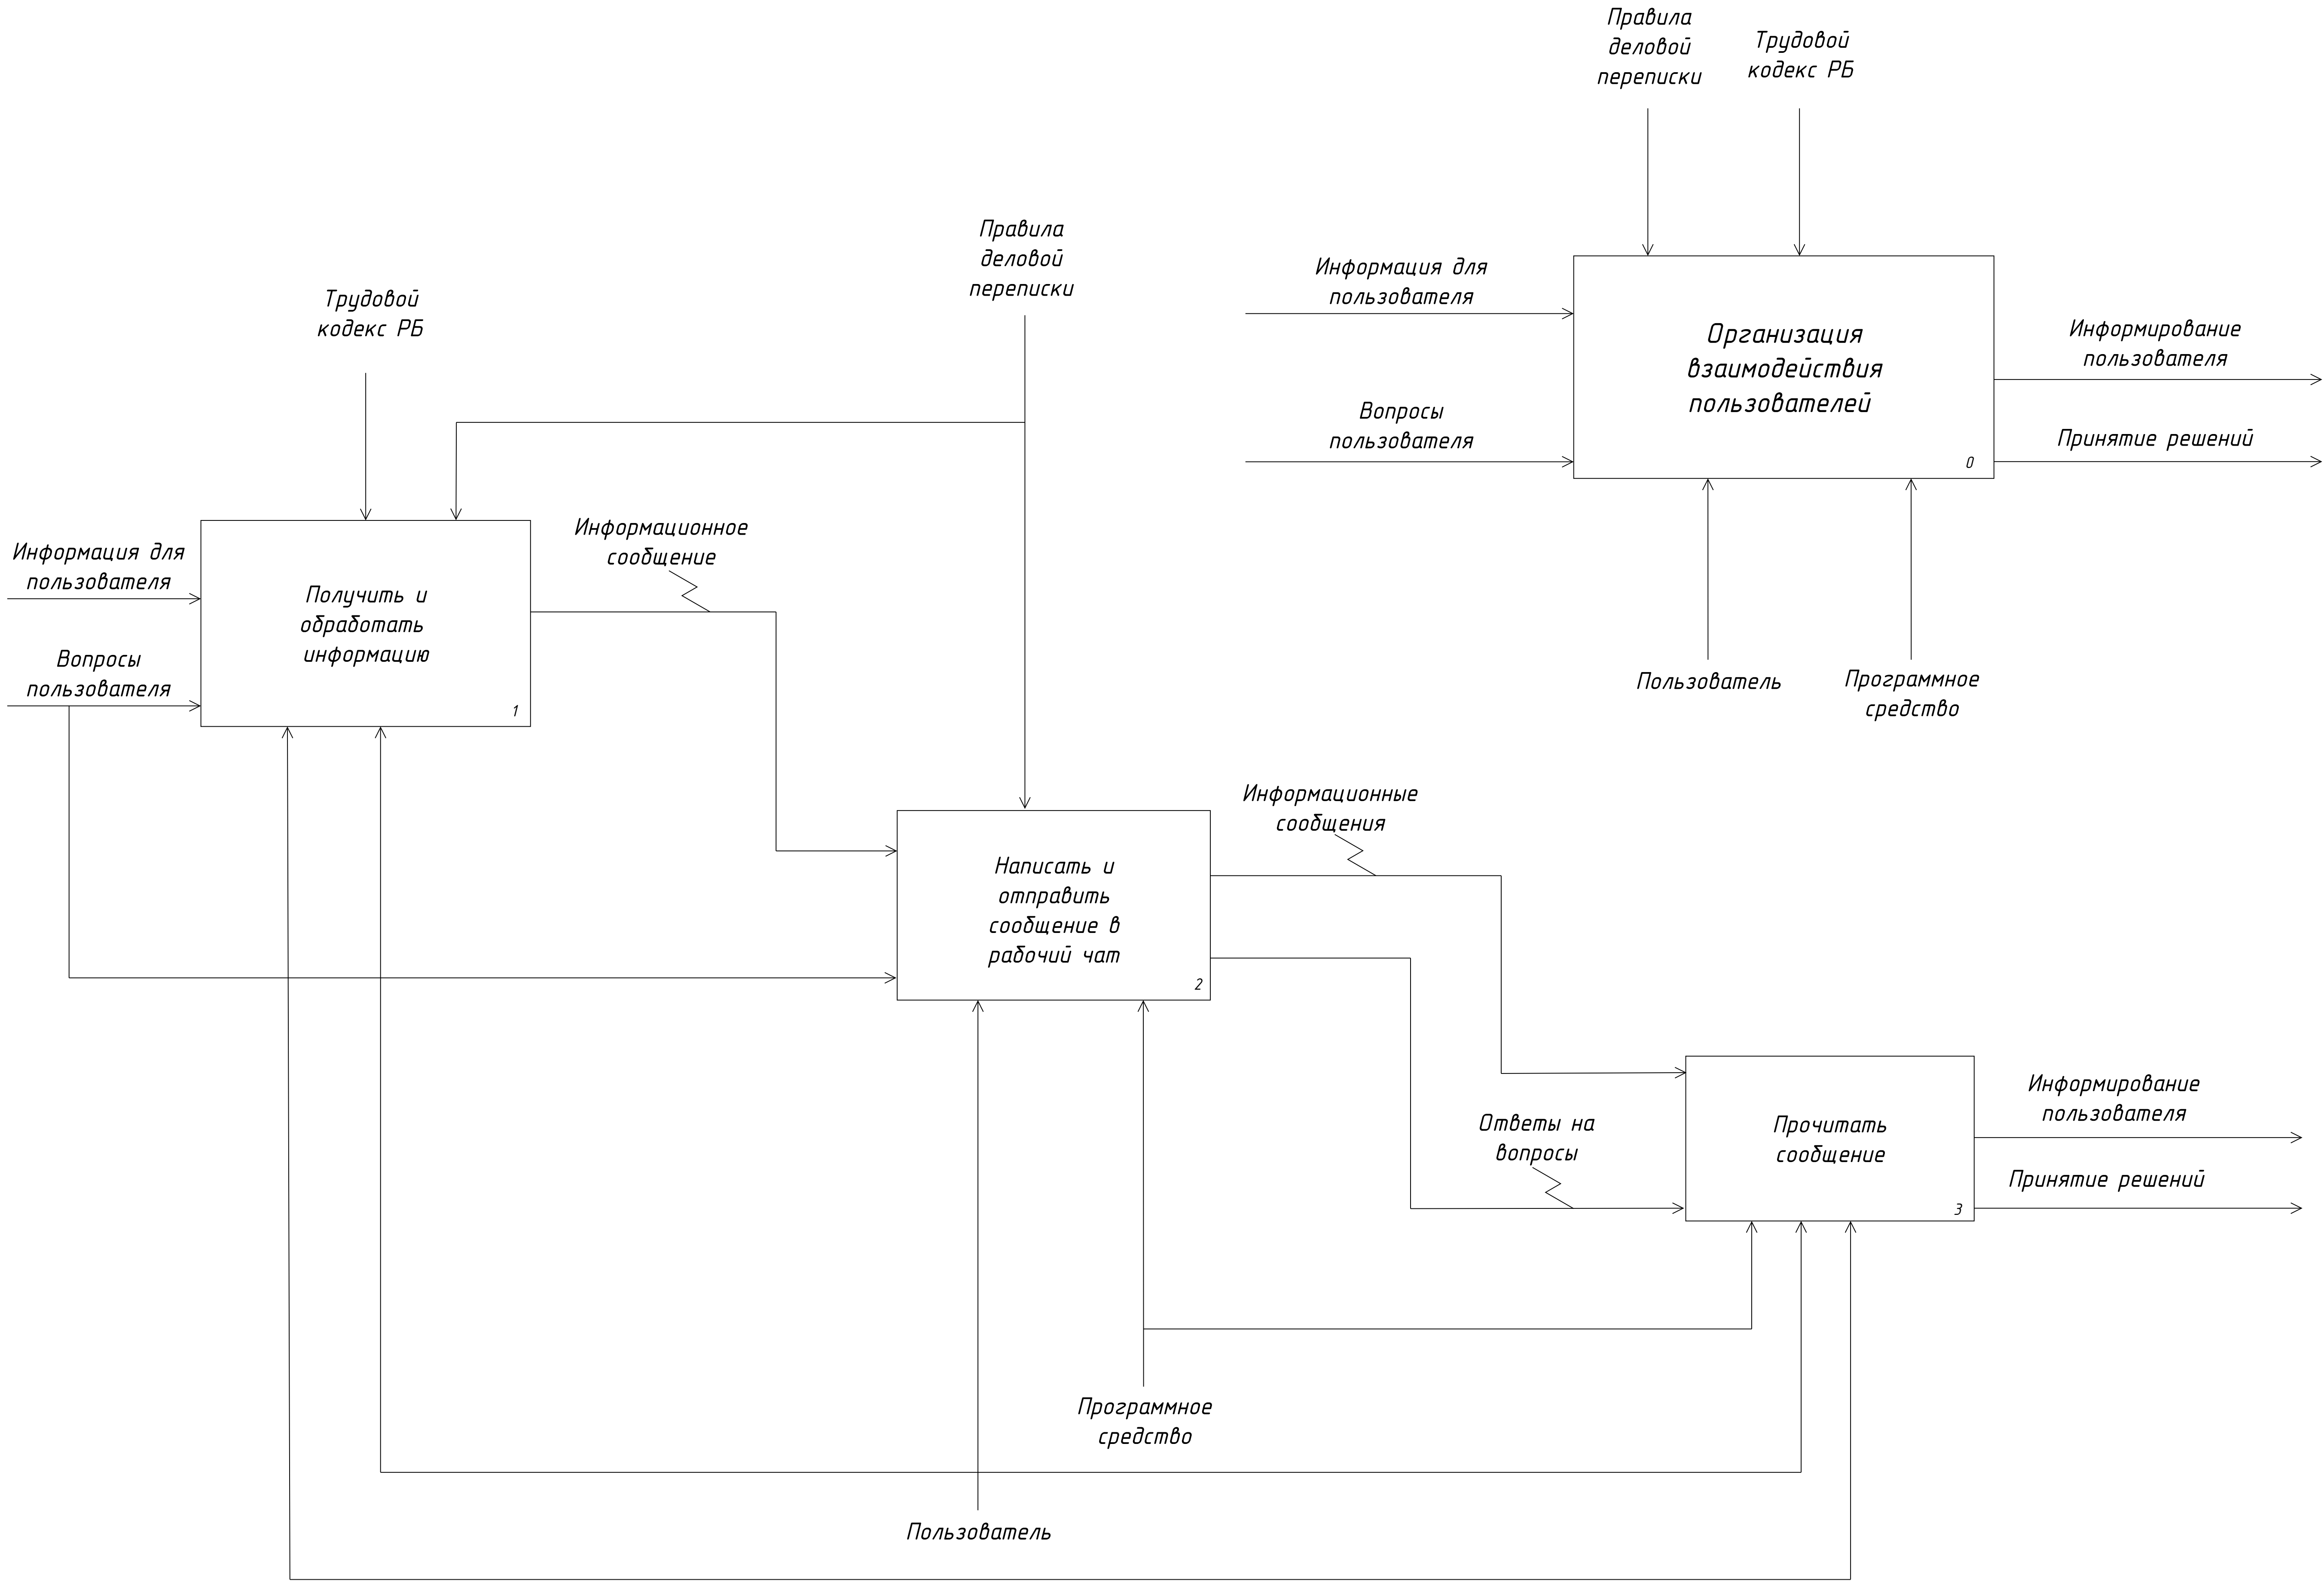 Правила
деловой
переписки
Трудовой
кодекс РБ
Информация для
пользователя
Вопросы
пользователя
Организация
взаимодействия
пользователей
0
Информирование
пользователя
Принятие решений
Пользователь
Программное
средство
Трудовой
кодекс РБ
Правила
деловой
переписки
Информация для
пользователя
Вопросы
пользователя
Получить и
обработать
информацию
1
Информационное
сообщение
Написать и
отправить
сообщение в
рабочий чат
2
Информационные
сообщения
Ответы на
вопросы
Прочитать
сообщение
3
Информирование
пользователя
Принятие решений
Программное
средство
Пользователь